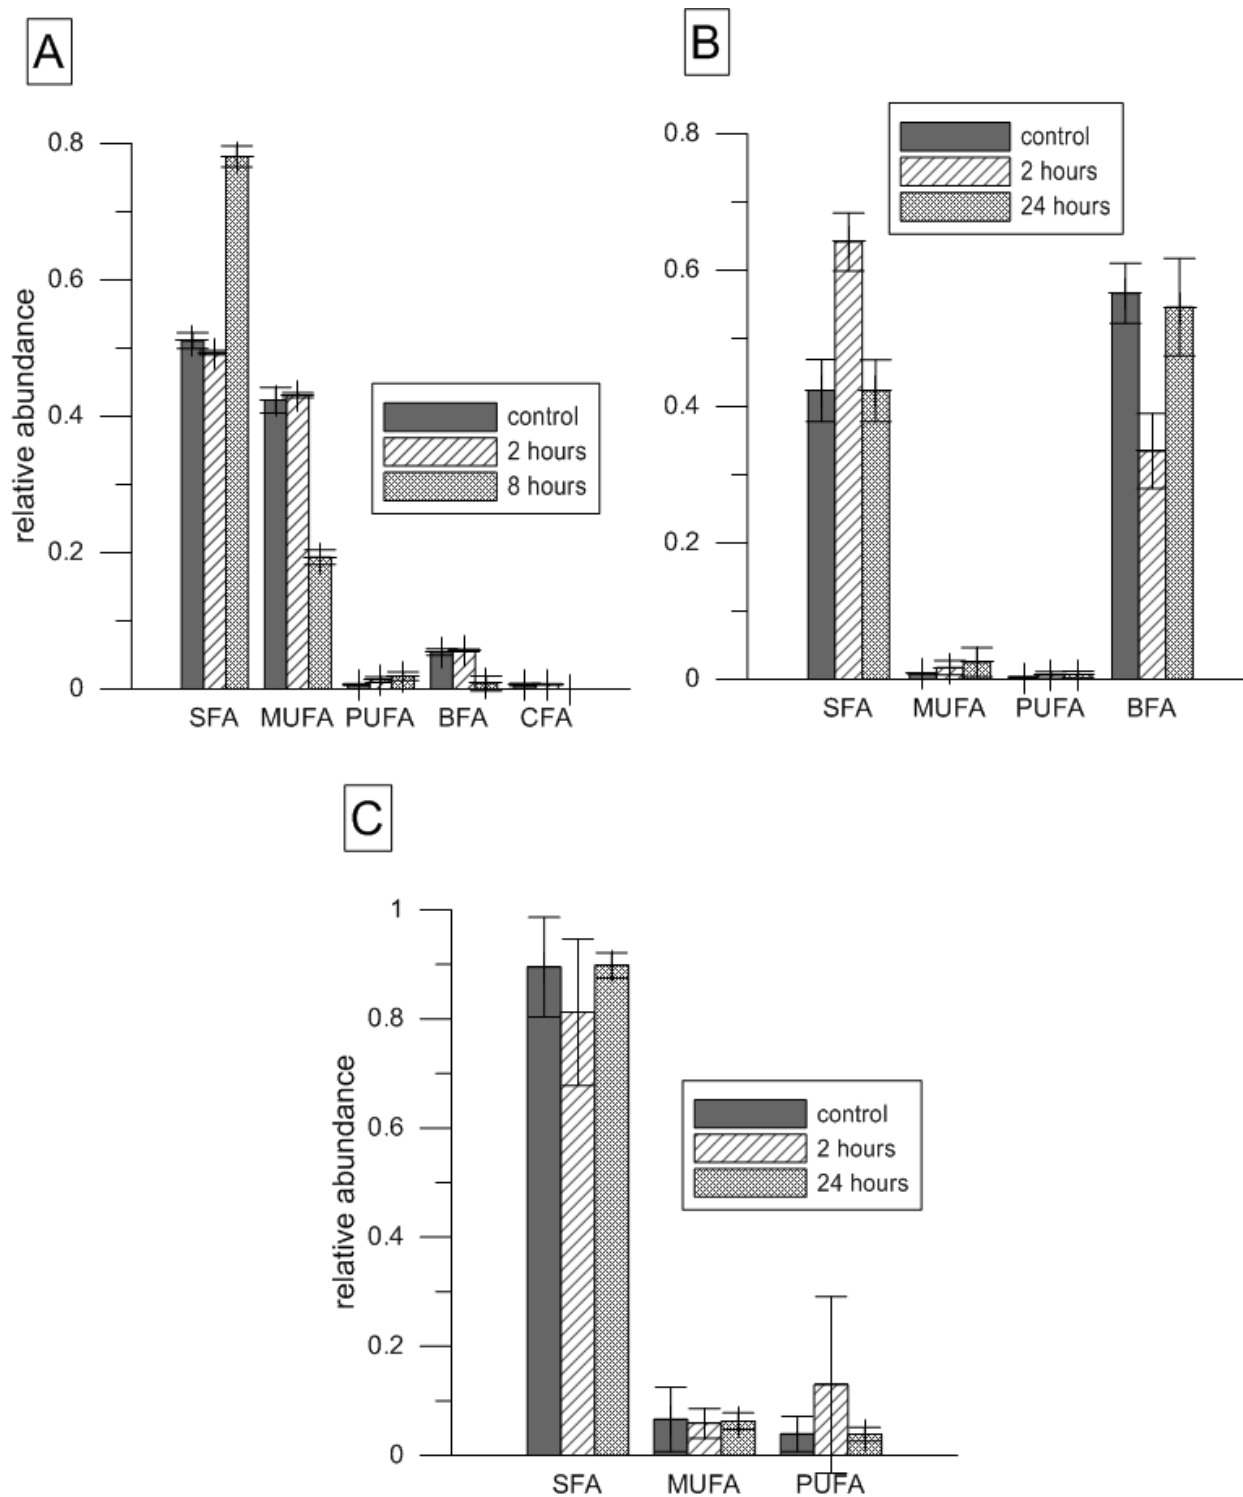 A
0.8
0.6
0.4
0.2
0
relative abundance
control
2 hours
8 hours
SFA MUFA PUFA BFA CFA
B
0.8
0.6
0.4
0.2
0
control
2 hours
24 hours
SFA MUFA PUFA BFA
C
1
0.8
0.6
0.4
0.2
0
relative abundance
control
2 hours
24 hours
SFA MUFA PUFA